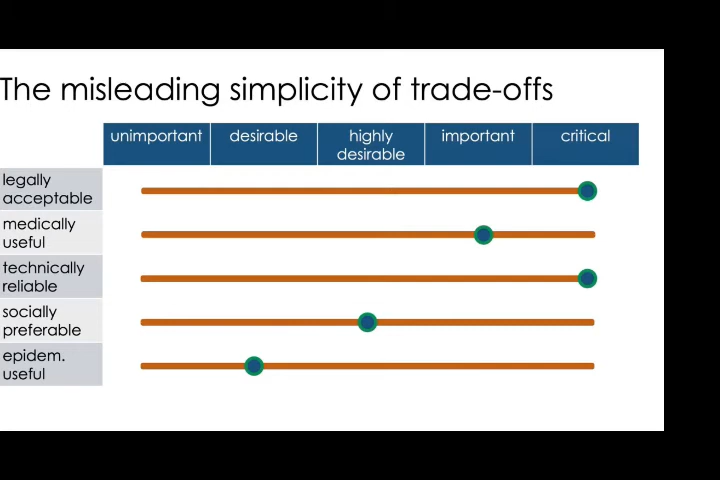 The misleading simplicity of trade-offs
unimportant
desirable
highly
desirable
important
critical
legally
acceptable
medically
useful
technically
reliable
socially
preferable
epidem.
useful